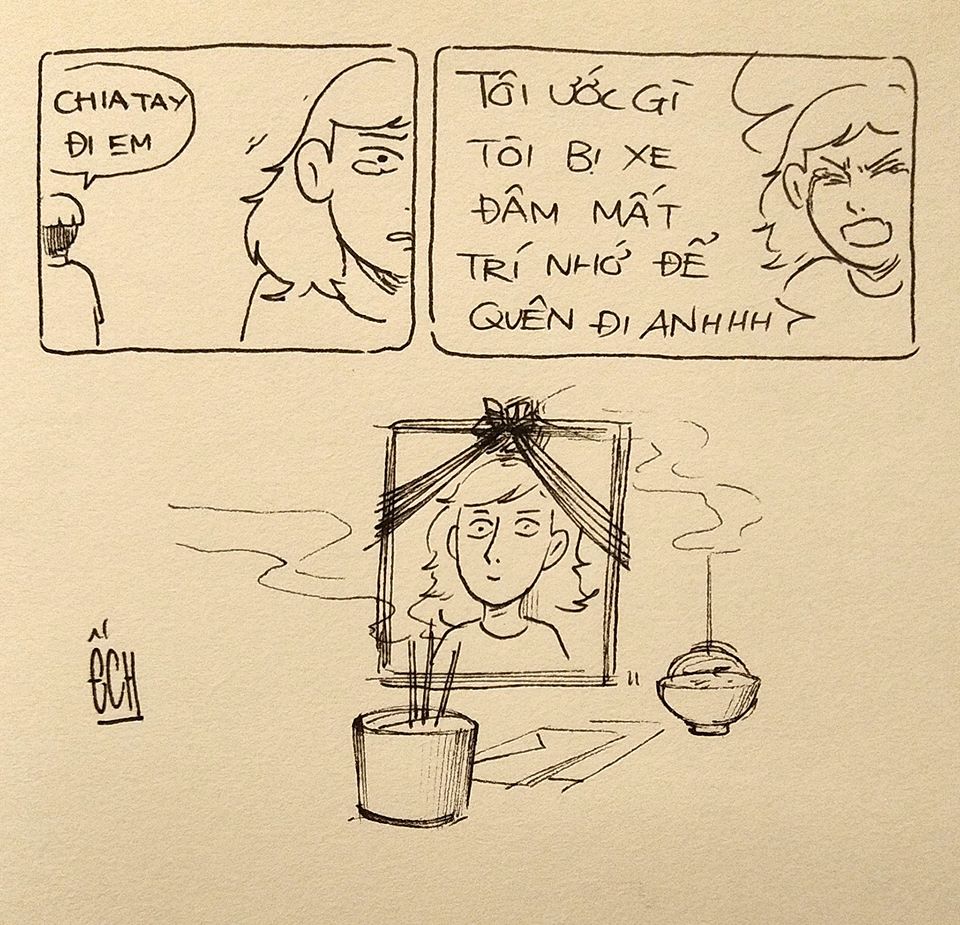 CHIA TAY
ĐI EM
TÔI ƯỚC GÌ
TÔI BỊ XE
ĐÂM MẤT
TRÍ NHỚ ĐỂ
QUÊN ĐI ANHHH
ẾCH